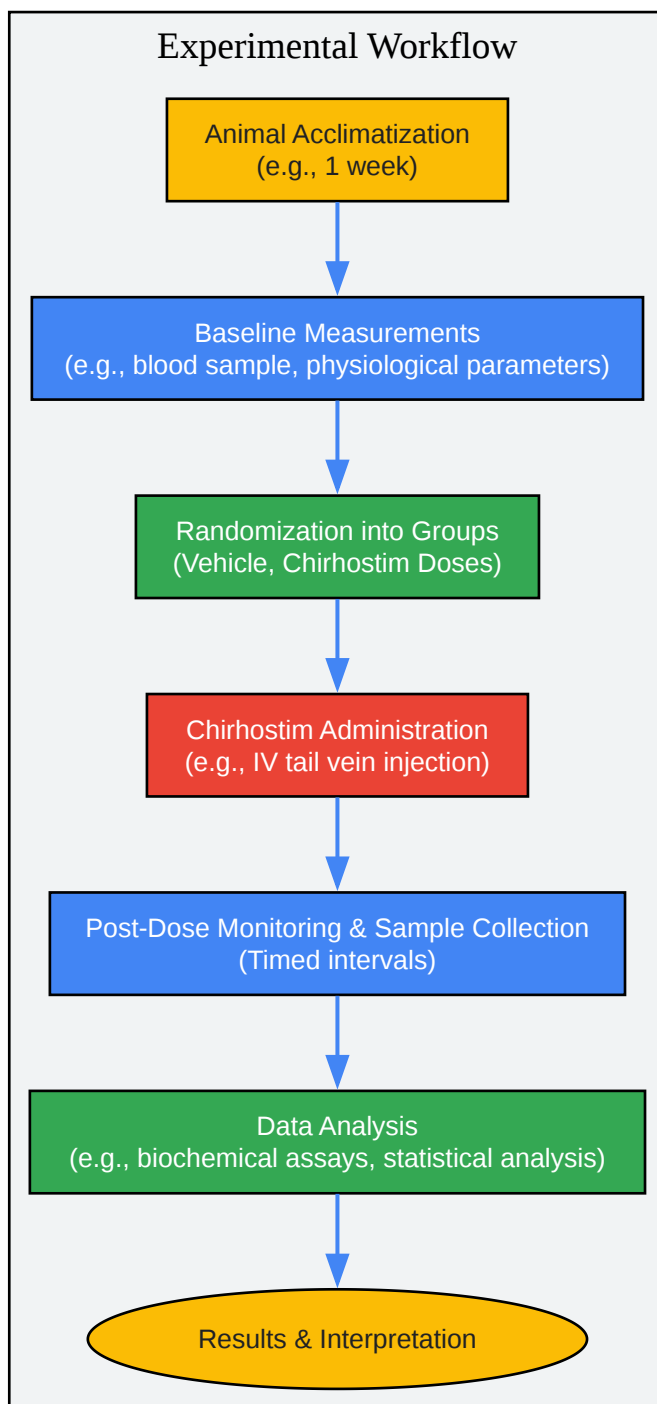 Experimental Workflow
Animal Acclimatization
(e.g., 1 week)
Baseline Measurements
(e.g., blood sample, physiological parameters)
Randomization into Groups
(Vehicle, Chirhostim Doses)
Chirhostim Administration
(e.g., IV tail vein injection)
Post-Dose Monitoring & Sample Collection
(Timed intervals)
Data Analysis
(e.g., biochemical assays, statistical analysis)
Results & Interpretation